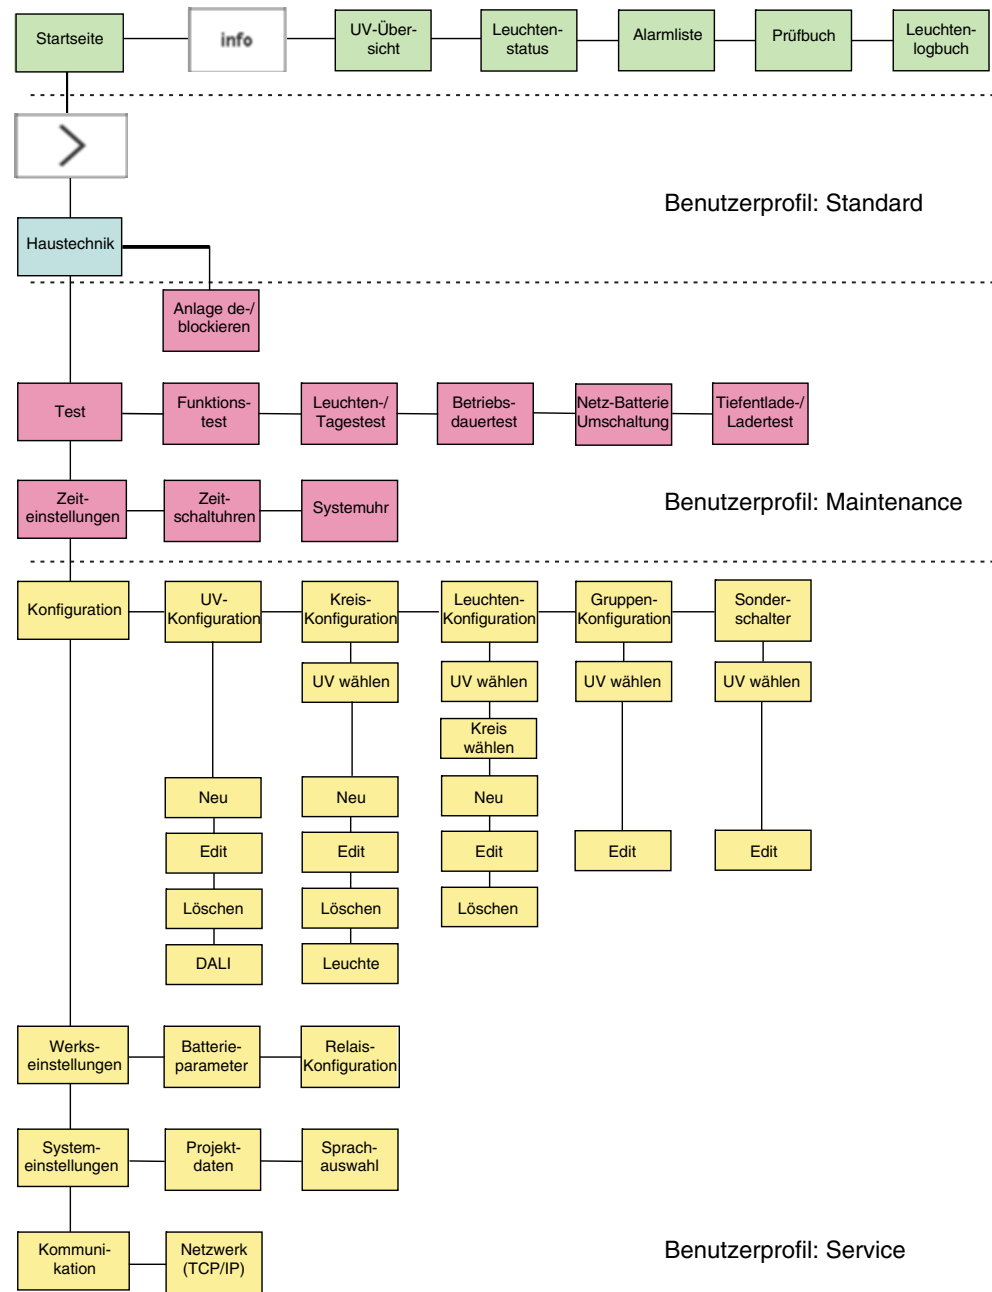 Startseite
info
UV-Über-
sicht
Leuchten-
status
Alarmliste
Prüfbuch
Leuchten-
logbuch
Benutzerprofil: Standard
Haustechnik
Anlage de-/
blockieren
Test
Funktions-
test
Leuchten-/
Tagestest
Betriebs-
dauertest
Netz-Batterie
Umschaltung
Tiefentlade-/
Ladertest
Zeit-
einstellungen
Zeit-
schaltuhren
Systemuhr
Benutzerprofil: Maintenance
Konfiguration
UV-
Konfiguration
Kreis-
Konfiguration
Leuchten-
Konfiguration
Gruppen-
Konfiguration
Sonder-
schalter
UV wählen
UV wählen
UV wählen
UV wählen
Kreis
wählen
Neu
Neu
Neu
Edit
Edit
Edit
Edit
Edit
Löschen
Löschen
Löschen
DALI
Leuchte
Werks-
einstellungen
Batterie-
parameter
Relais-
Konfiguration
System-
einstellungen
Projekt-
daten
Sprach-
auswahl
Kommuni-
kation
Netzwerk
(TCP/IP)
Benutzerprofil: Service